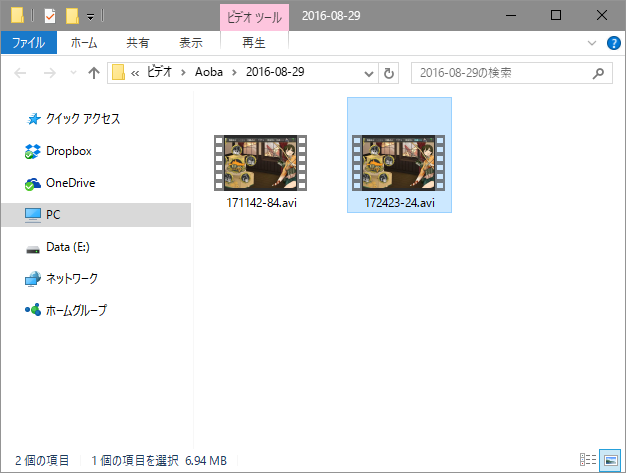 ビデオ ツール 2016-08-29
ファイル ホーム 共有 表示 再生
« ビデオ › Aoba › 2016-08-29 2016-08-29の検索
クイック アクセス
Dropbox
OneDrive
PC
Data (E:)
ネットワーク
ホームグループ
171142-84.avi 172423-24.avi
2 個の項目 1 個の項目を選択 6.94 MB